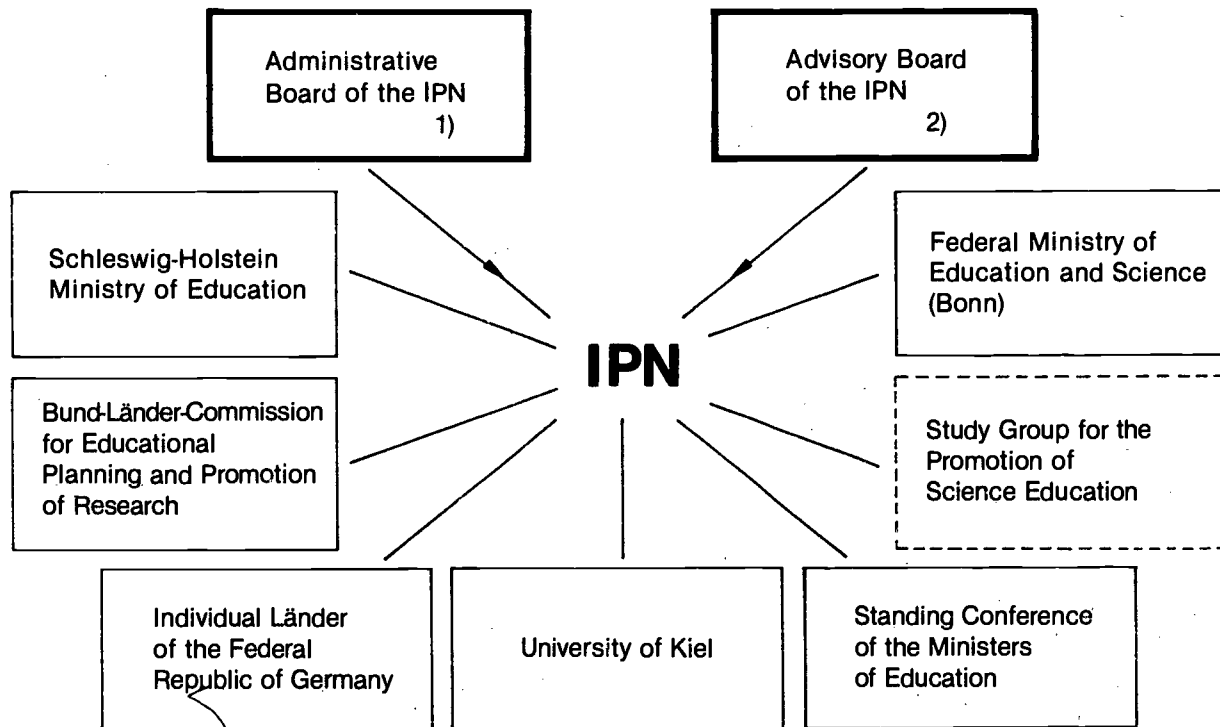 Administrative
Board of the IPN
1)
Advisory Board
of the IPN
2)
Schleswig-Holstein
Ministry of Education
Federal Ministry of
Education and Science
(Bonn)
IPN
Bund-Länder-Commission
for Educational
Planning and Promotion
of Research
Study Group for the
Promotion of
Science Education
Individual Länder
of the Federal
Republic of Germany
University of Kiel
Standing Conference
of the Ministers
of Education